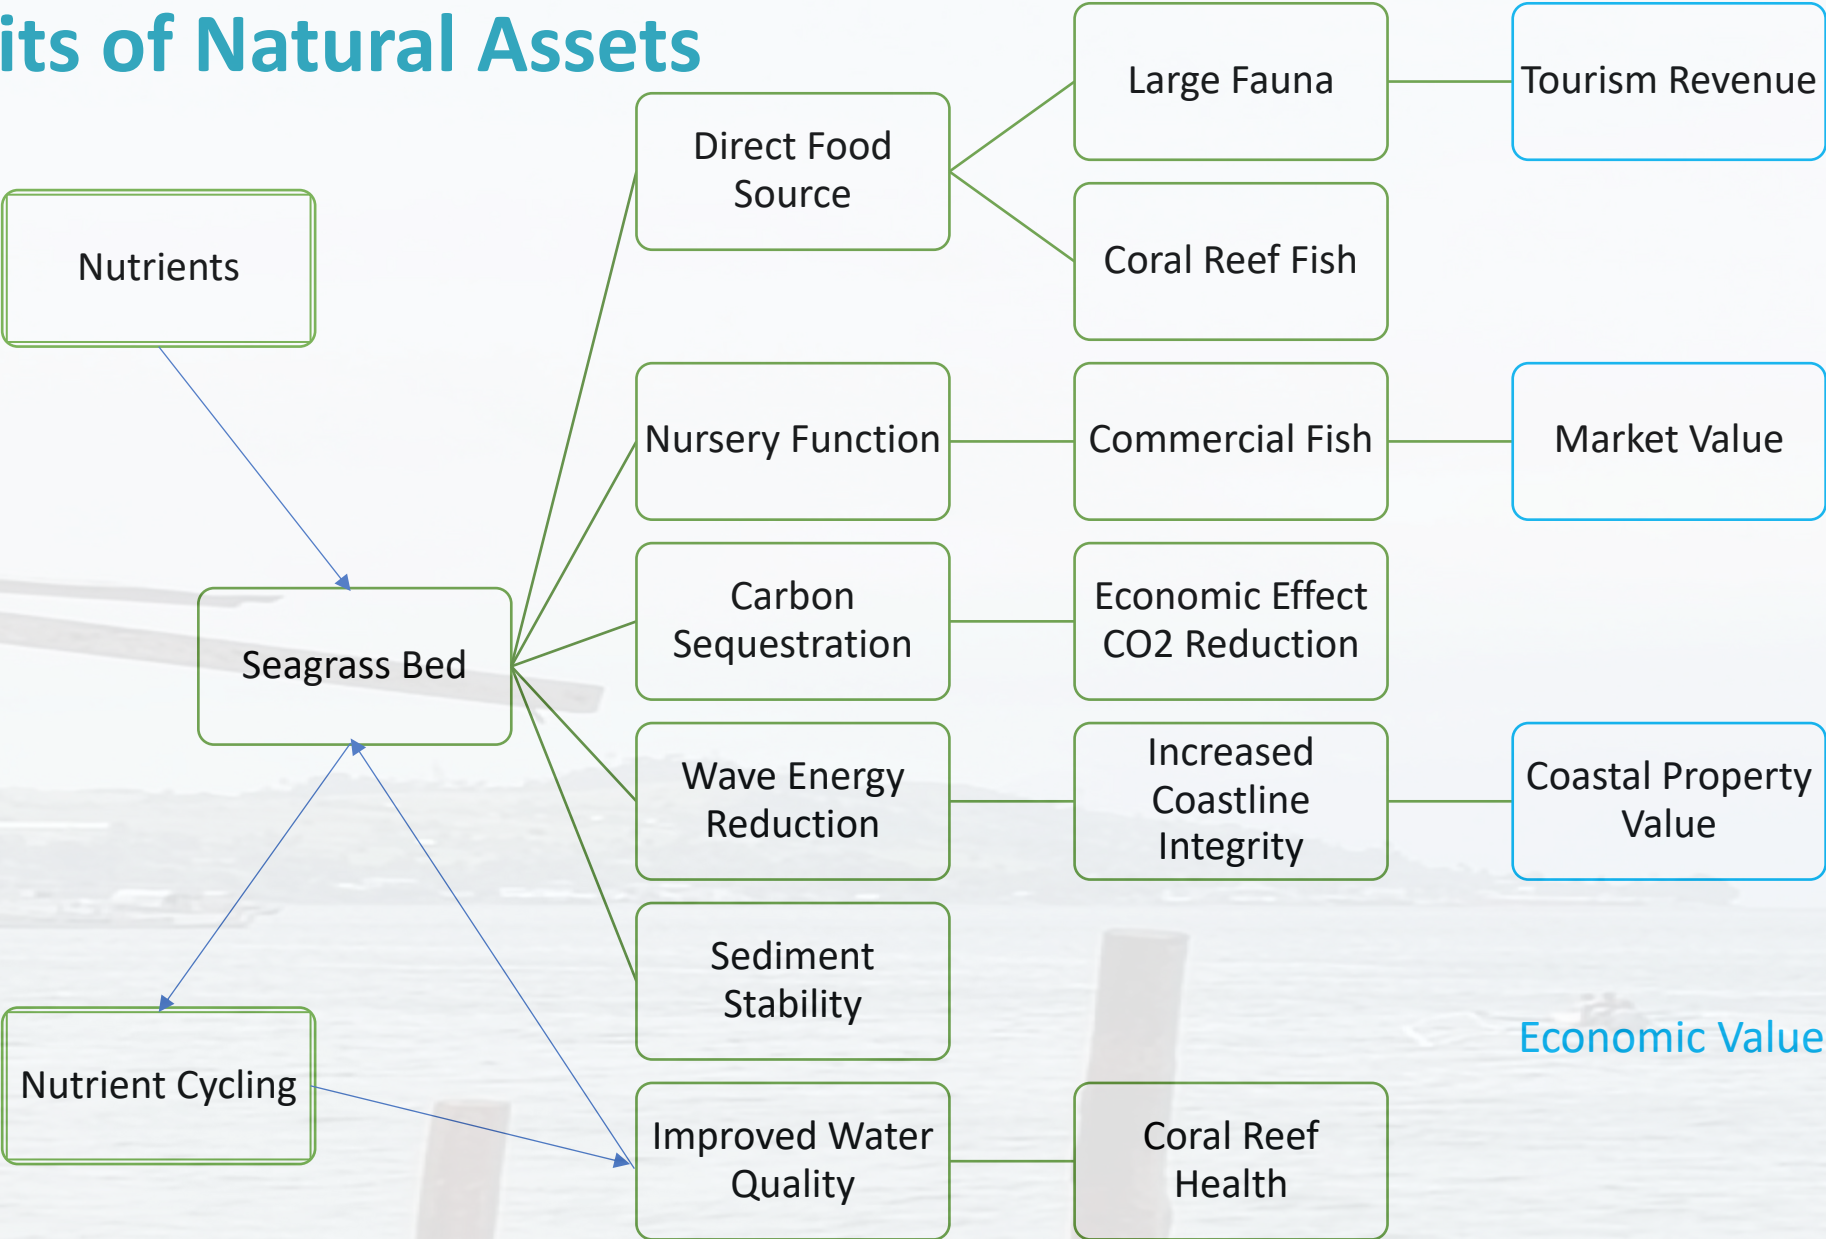 its of Natural Assets
Large Fauna
Tourism Revenue
Direct Food
Source
Nutrients
Coral Reef Fish
Nursery Function
Commercial Fish
Market Value
Carbon
Sequestration
Economic Effect
CO2 Reduction
Seagrass Bed
Wave Energy
Reduction
Increased
Coastline
Integrity
Coastal Property
Value
Sediment
Stability
Economic Value
Nutrient Cycling
Improved Water
Quality
Coral Reef
Health